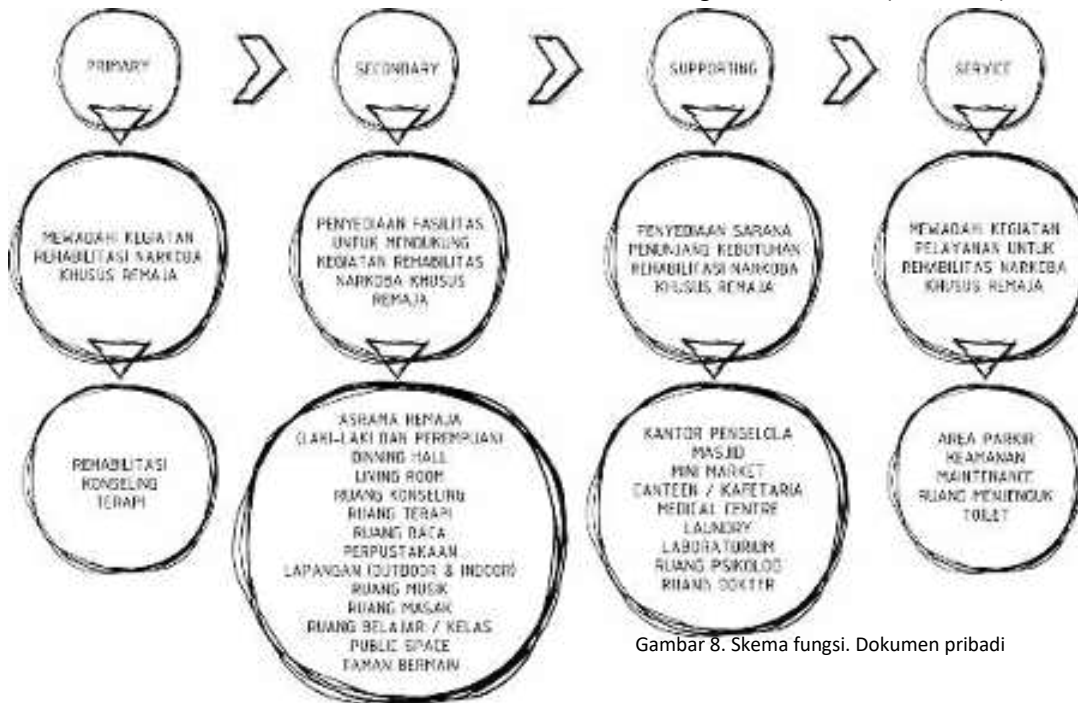 PRIMARY
SECONDARY
SUPPORTING
SERVICE
MEWADAHI KEGIATAN
REHABILITASI NARKOBA
KHUSUS REMAJA
PENYEDIAAN FASILITAS
UNTUK MENDUKUNG
KEGIATAN REHABILITAS
NARKOBA KHUSUS
REMAJA
PENYEDIAAN SARANA
PENUNJANG KEBUTUHAN
REHABILITASI NARKOBA
KHUSUS REMAJA
MEWADAHI KEGIATAN
PELAYANAN UNTUK
REHABILITAS NARKOBA
KHUSUS REMAJA
REHABILITASI
KONSELING
TERAPI
ASRAMA REMAJA
(LAKI-LAKI DAN PEREMPUAN)
DINNING HALL
LIVING ROOM
RUANG KONSELING
RUANG TERAPI
RUANG BACA
PERPUSTAKAAN
LAPANGAN (OUTDOOR & INDOOR)
RUANG MUSIK
RUANG MASAK
RUANG BELAJAR / KELAS
PUBLIC SPACE
TAMAN BERMAIN
KANTOR PENGELOLA
MASJID
MINI MARKET
CANTEEN / KAFETARIA
MEDICAL CENTRE
LAUNDRY
LABORATORIUM
RUANG PSIKOLOG
RUANG DOKTER
AREA PARKIR
KEAMANAN
MAINTENANCE
RUANG MENJENGUK
TOILET
Gambar 8. Skema fungsi. Dokumen pribadi